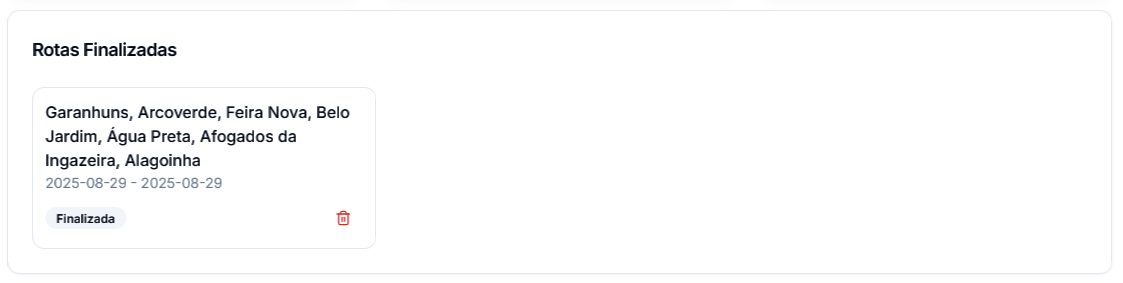 Rotas Finalizadas
Garanhuns, Arcoverde, Feira Nova, Belo
Jardim, Água Preta, Afogados da
Ingazeira, Alagoinha
2025-08-29 - 2025-08-29
Finalizada